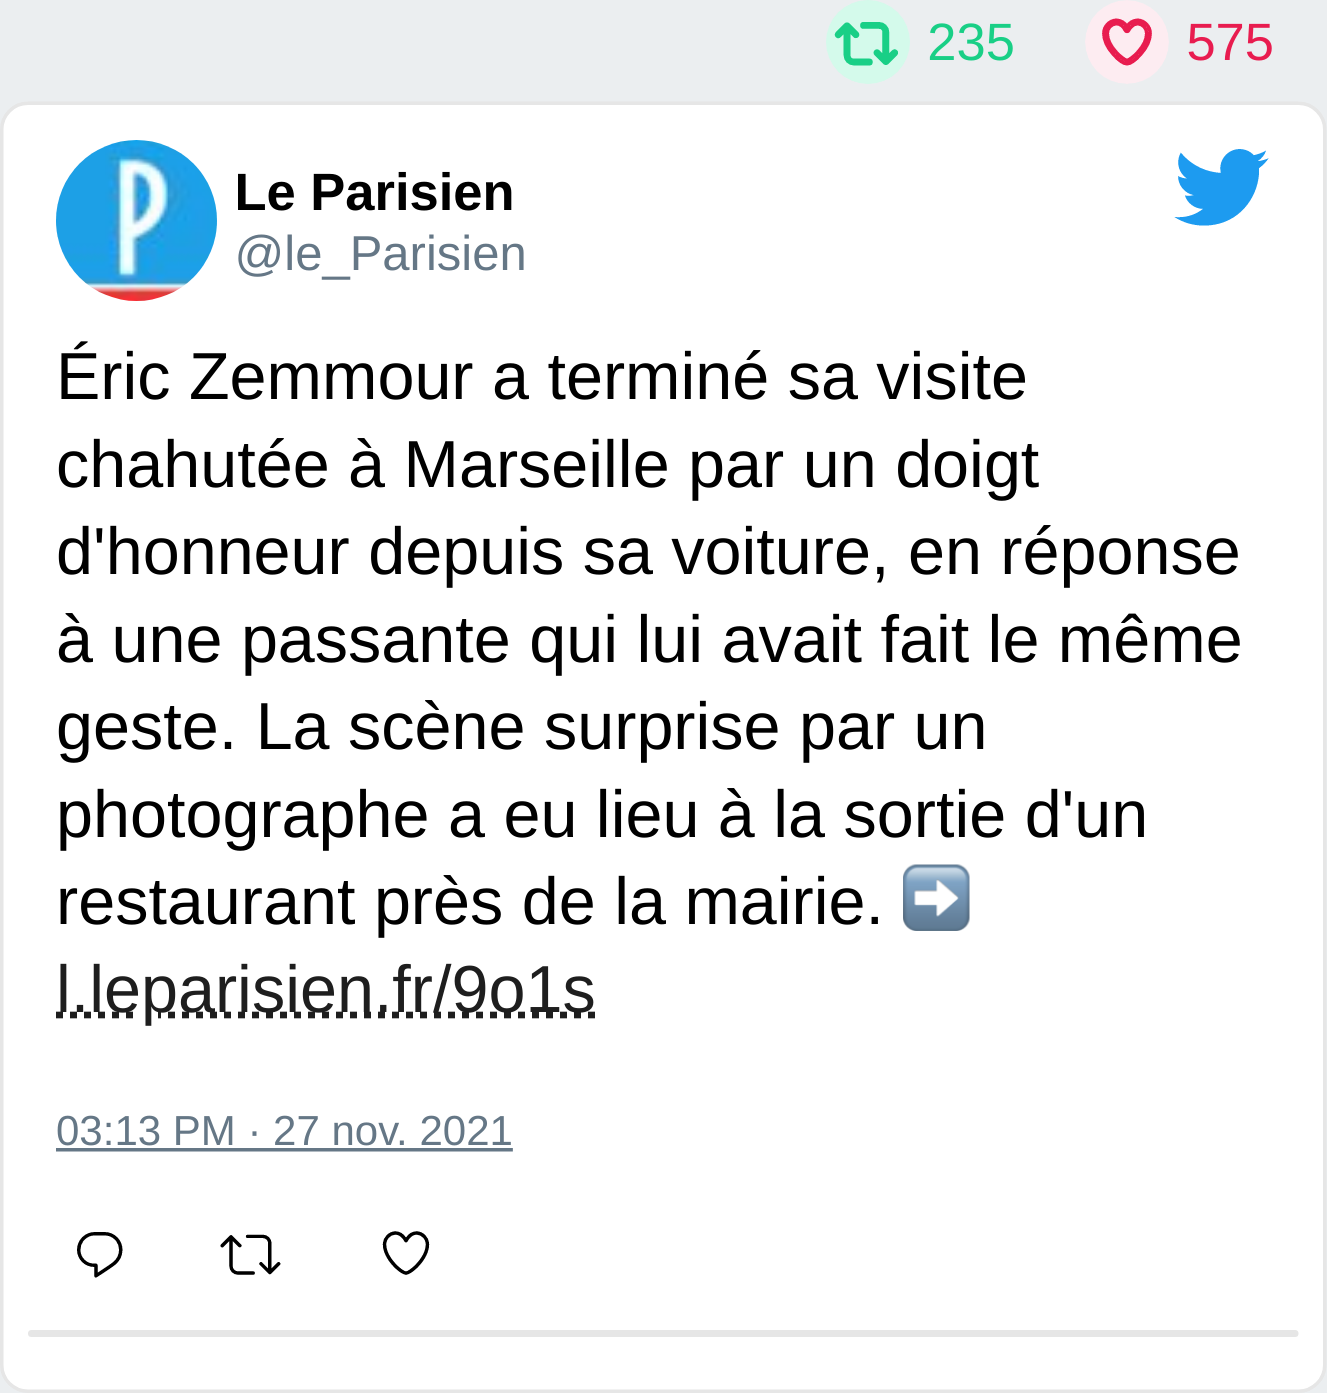 235 575
Le Parisien
@le_Parisien
Éric Zemmour a terminé sa visite
chahutée à Marseille par un doigt
d'honneur depuis sa voiture, en réponse
à une passante qui lui avait fait le même
geste. La scène surprise par un
photographe a eu lieu à la sortie d'un
restaurant près de la mairie. ➡️
l.leparisien.fr/9o1s
03:13 PM · 27 nov. 2021